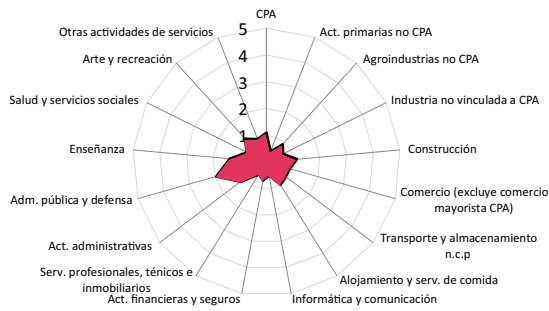 CPA
Otras actividades de servicios
5
Act. primarias no CPA
Arte y recreación
4
Agroindustrias no CPA
3
Salud y servicios sociales
2
Industria no vinculada a CPA
1
Enseñanza
Construcción
Adm. pública y defensa
Comercio (excluye comercio
mayorista CPA)
Act. administrativas
Transporte y almacenamiento
n.c.p
Serv. profesionales, ténicos e
inmobiliarios
Alojamiento y serv. de comida
Act. financieras y seguros
Informática y comunicación